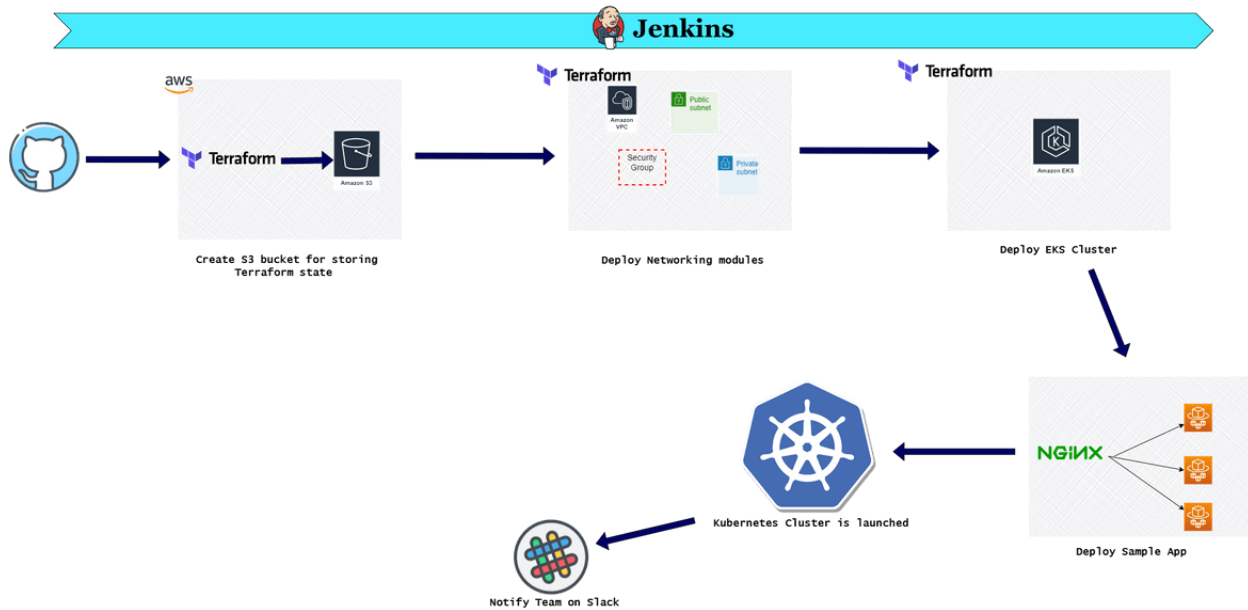 Jenkins
aws
Terraform
Amazon S3
Create S3 bucket for storing
Terraform state
Terraform
Amazon
VPC
Public
subnet
Security
Group
Private
subnet
Deploy Networking modules
Terraform
Amazon EKS
Deploy EKS Cluster
NGINX
Deploy Sample App
Kubernetes Cluster is launched
Notify Team on Slack